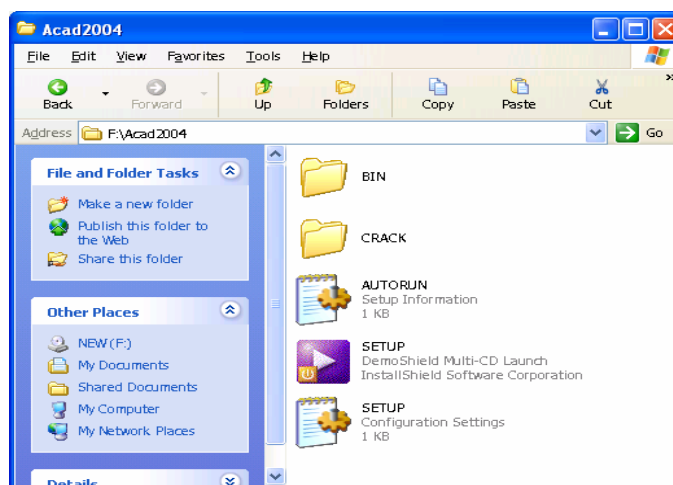 Acad2004
File Edit View Favorites Tools Help
Back Forward Up Folders Copy Paste Cut
Address F:\Acad2004 Go
File and Folder Tasks
Make a new folder
Publish this folder to
the Web
Share this folder
Other Places
NEW (F:)
My Documents
Shared Documents
My Computer
My Network Places
Details
BIN
CRACK
AUTORUN
Setup Information
1 KB
SETUP
DemoShield Multi-CD Launch
InstallShield Software Corporation
SETUP
Configuration Settings
1 KB